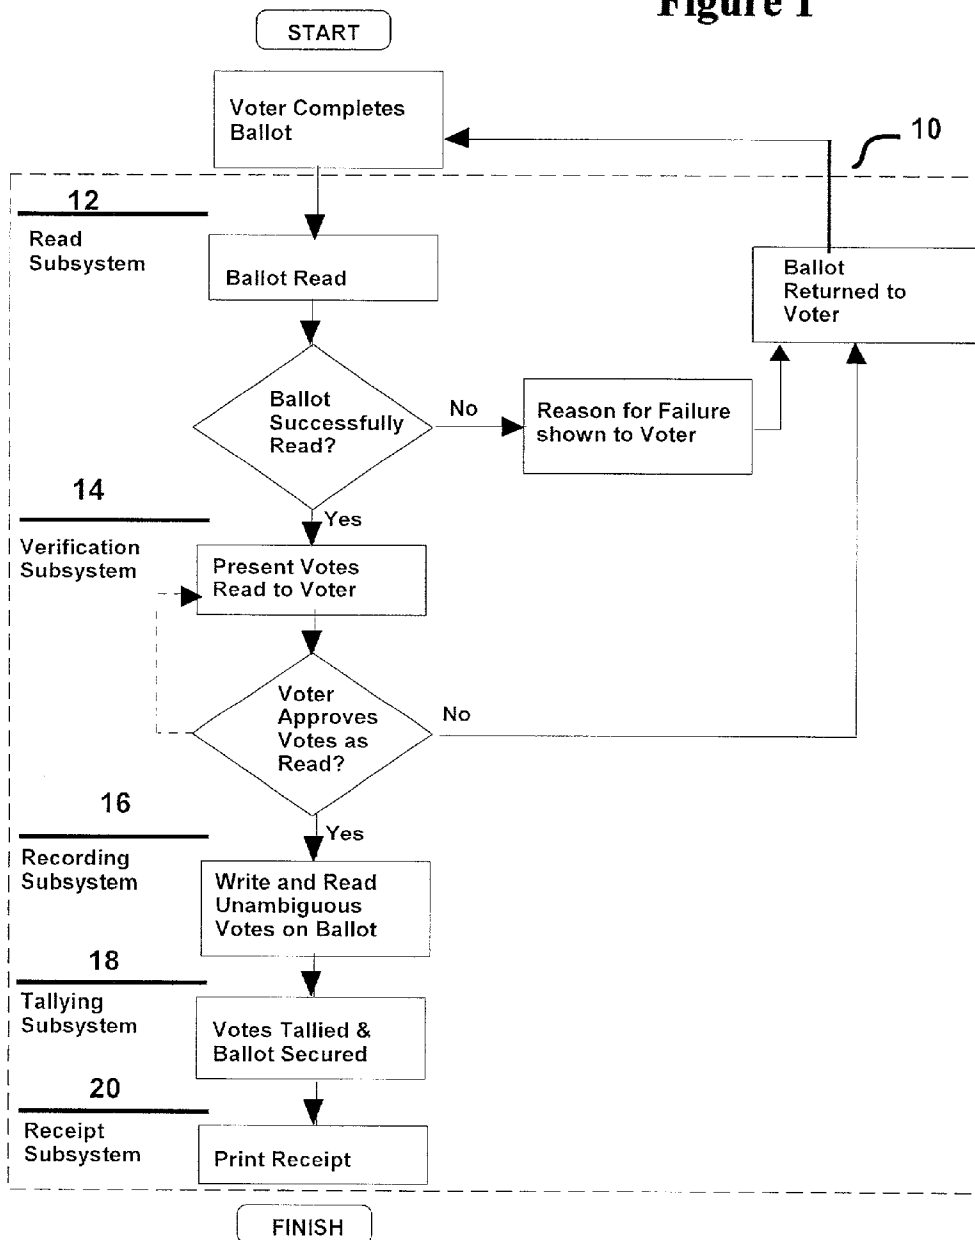 Figure 1
START
Voter Completes
Ballot
10
12
Read
Subsystem
Ballot Read
Ballot
Returned to
Voter
Ballot
Successfully
Read?
No
Reason for Failure
shown to Voter
14
Yes
Verification
Subsystem
Present Votes
Read to Voter
Voter
Approves
Votes as
Read?
No
16
Yes
Recording
Subsystem
Write and Read
Unambiguous
Votes on Ballot
18
Tallying
Subsystem
Votes Tallied &
Ballot Secured
20
Receipt
Subsystem
Print Receipt
FINISH